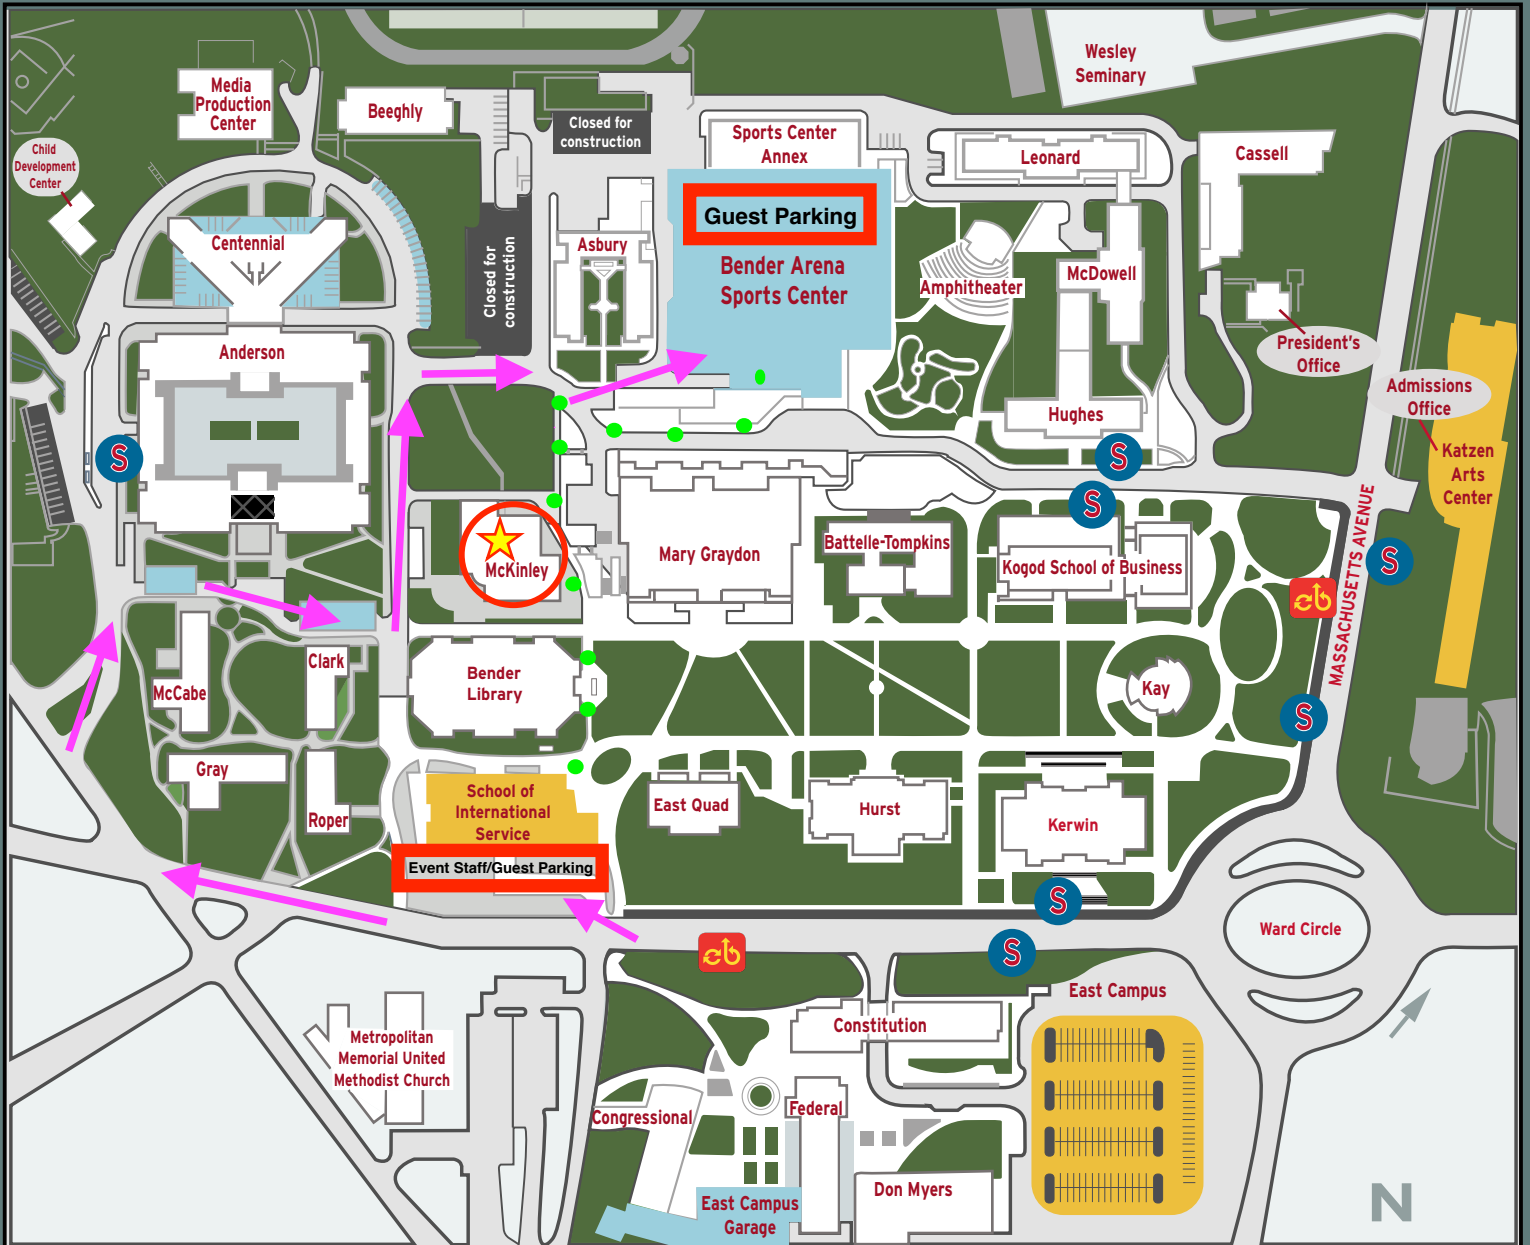 Wesley
Seminary
Media
Production
Center
Beeghly
Closed for
construction
Sports Center
Annex
Leonard
Cassell
Child
Development
Center
Guest Parking
Centennial
Asbury
Closed for
construction
Bender Arena
Sports Center
Amphitheater
McDowell
President's
Office
Anderson
Admissions
Office
Hughes
Katzen
Arts
Center
S
S
S
MASSACHUSETTS AVENUE
Mary Graydon
Battelle-Tompkins
Kogod School of Business
McKinley
S
Clark
McCabe
Bender
Library
Kay
S
Gray
Roper
School of
International
Service
East Quad
Hurst
Kerwin
Event Staff/Guest Parking
S
Ward Circle
S
East Campus
Constitution
Metropolitan
Memorial United
Methodist Church
Congressional
Federal
Don Myers
East Campus
Garage
N